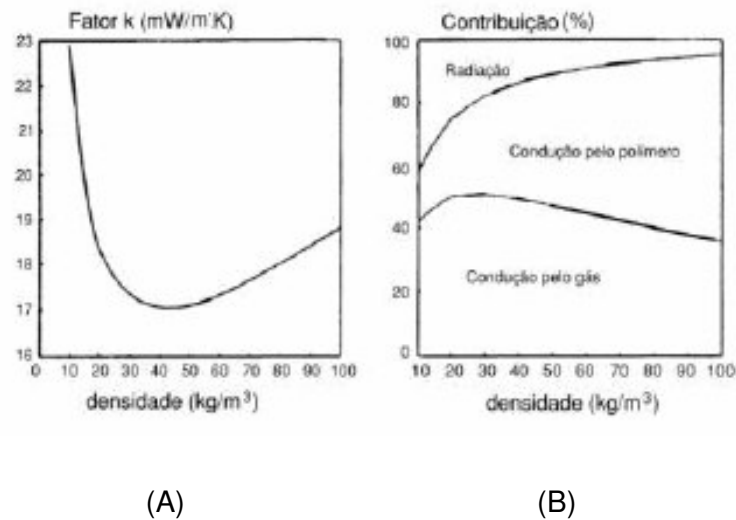 Fator k (mW/m·K)
23
22
21
20
19
18
17
16
0 10 20 30 40 50 60 70 80 90 100
densidade (kg/m³)
(A)
Contribuição (%)
100
80
60
40
20
0
Radiação
Condução pelo polímero
Condução pelo gás
10 20 30 40 50 60 70 80 90 100
densidade (kg/m³)
(B)